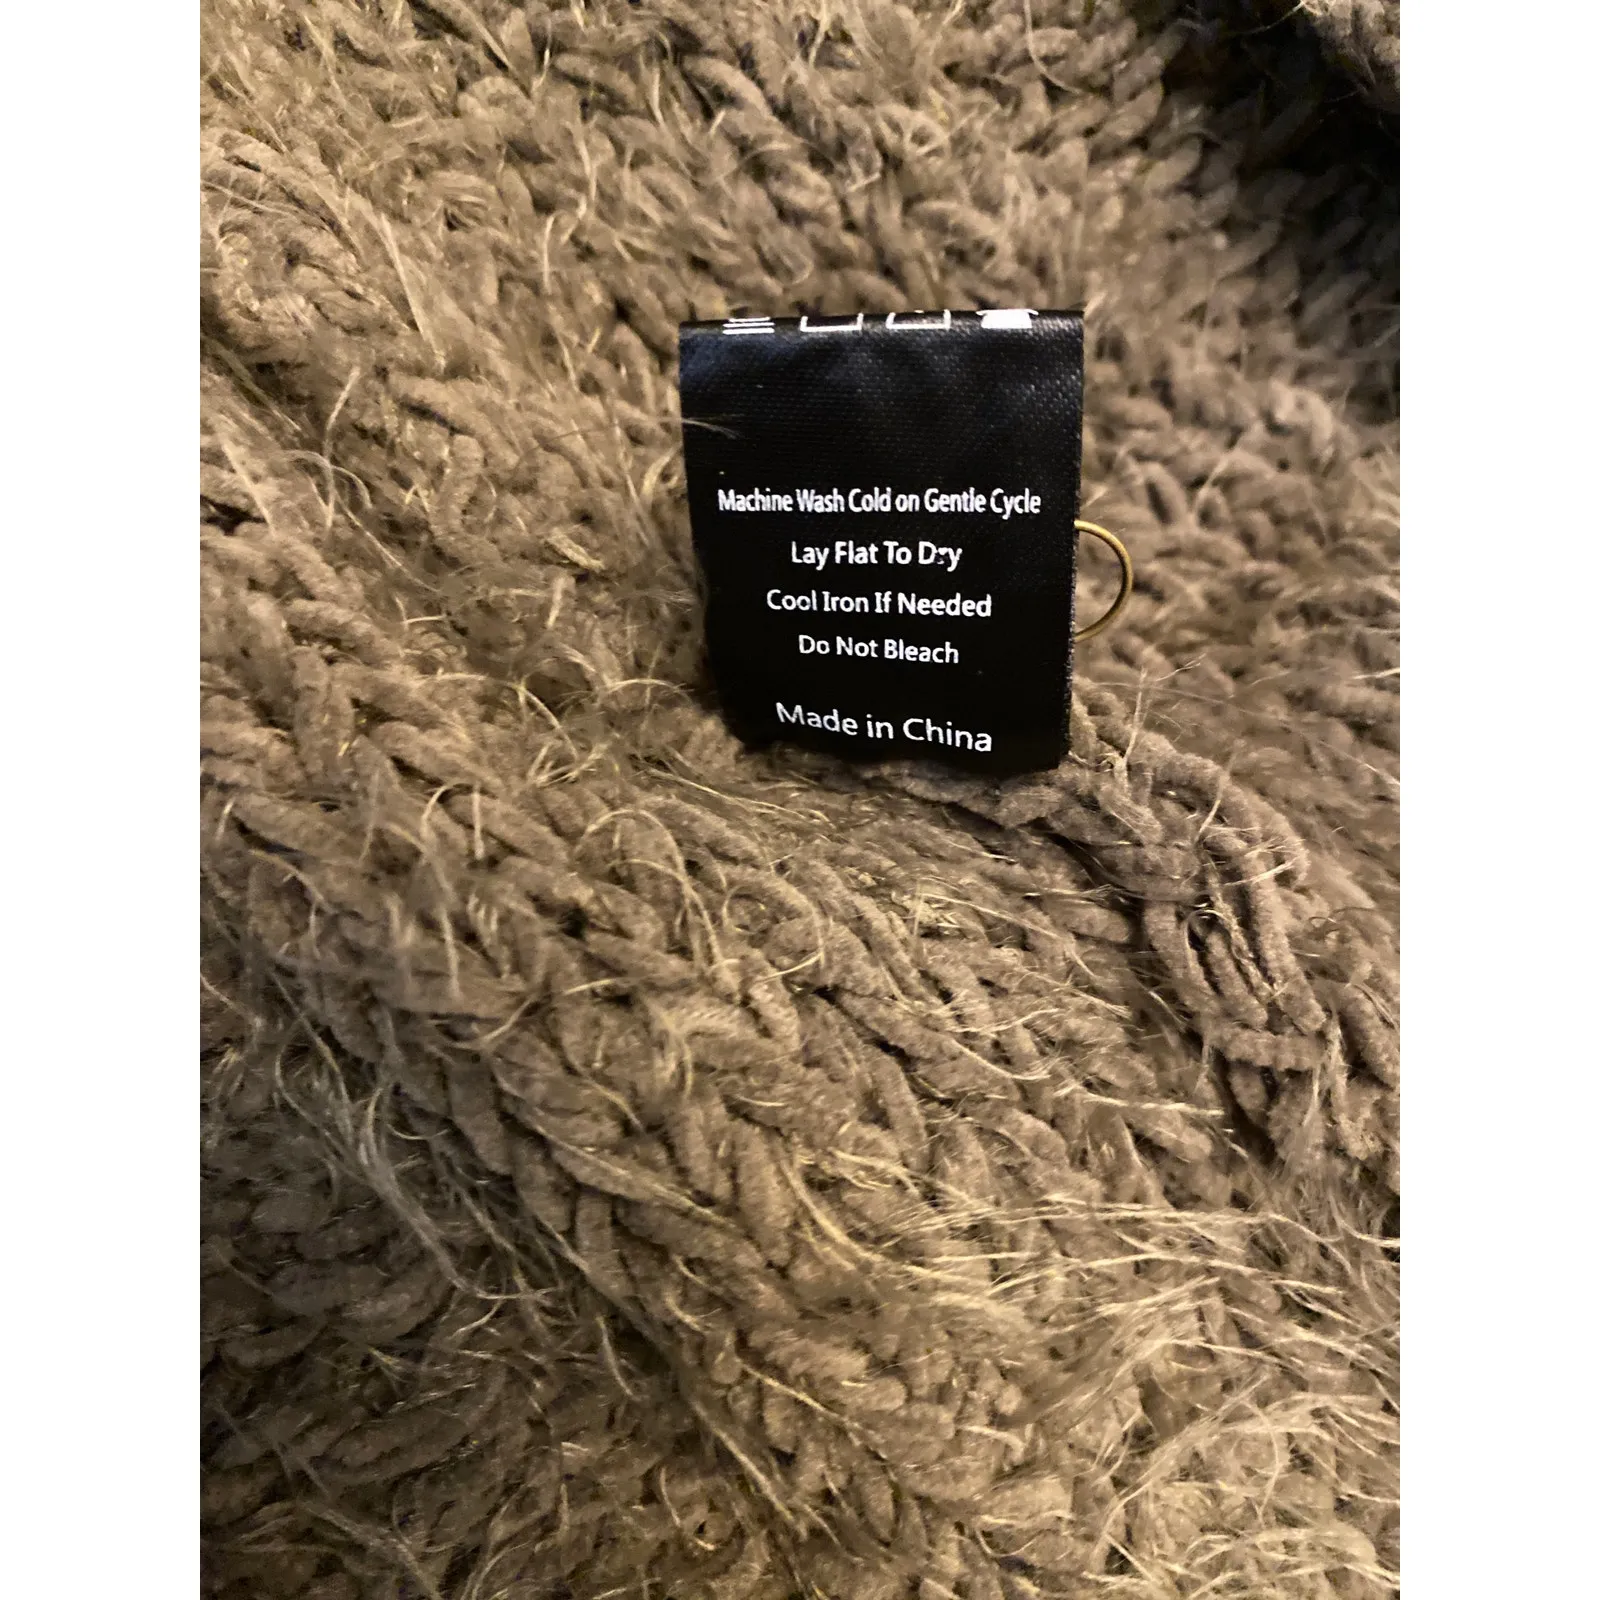 Machine Wash Cold on Gentle Cycle
Lay Flat To Dry
Cool Iron If Needed
Do Not Bleach
Made in China